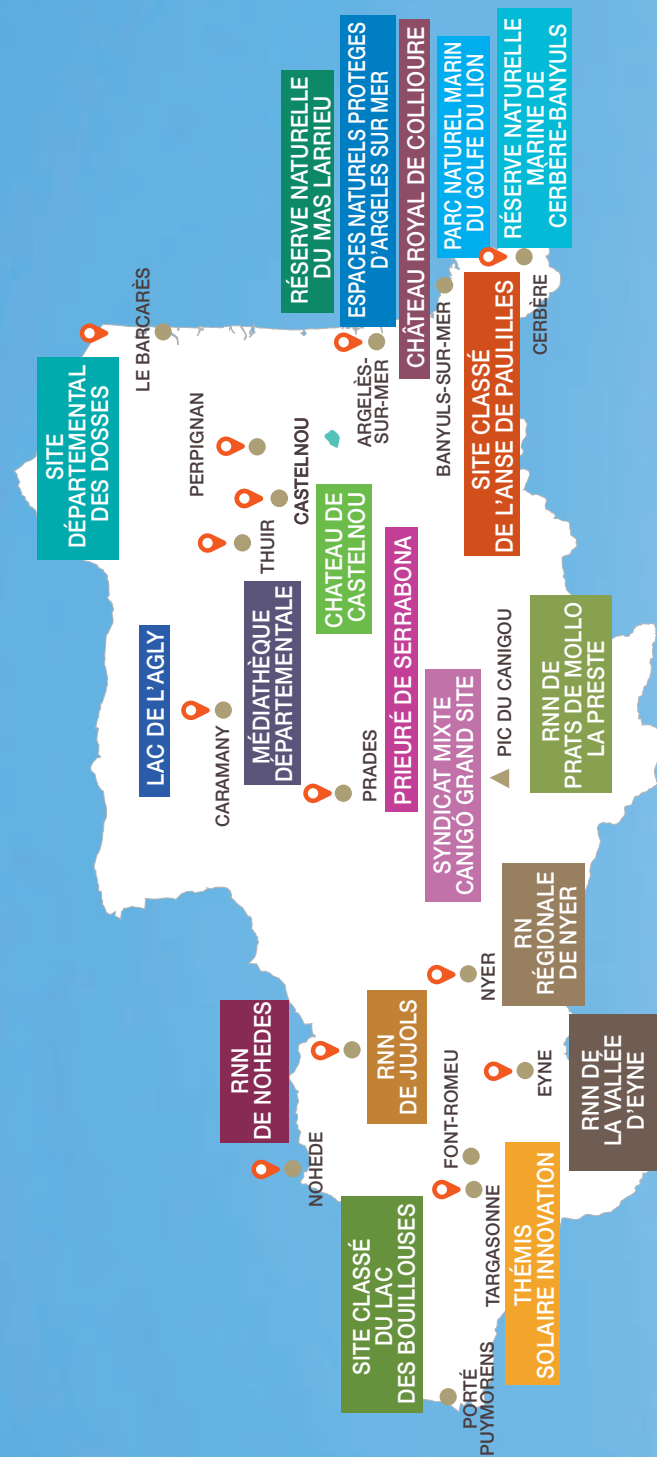 SITE
DÉPARTEMENTAL
DES DOSSES
LE BARCARÈS
LAC DE L'AGLY
PERPIGNAN
CARAMANY
RNN
DE NOHEDES
MÉDIATHÈQUE
DÉPARTEMENTALE
THUIR
CASTELNOU
RÉSERVE NATURELLE
DU MAS LARRIEU
NOHEDE
CHATEAU DE
CASTELNOU
ESPACES NATURELS PROTEGES
D'ARGELES SUR MER
PRADES
ARGELÈS-
SUR-MER
SITE CLASSÉ
DU LAC
DES BOUILLOUSES
RNN
DE JUJOLS
PRIEURÉ DE SERRABONA
CHÂTEAU ROYAL DE COLLIOURE
BANYULS-SUR-MER
FONT-ROMEU
SYNDICAT MIXTE
CANIGÓ GRAND SITE
PARC NATUREL MARIN
DU GOLFE DU LION
PORTÉ
PUYMORENS
TARGASONNE
NYER
PIC DU CANIGOU
SITE CLASSÉ
DE L'ANSE DE PAULILLES
RÉSERVE NATURELLE
MARINE DE
CERBÈRE-BANYULS
THÉMIS
SOLAIRE INNOVATION
EYNE
RN
RÉGIONALE
DE NYER
CERBÈRE
RNN DE
PRATS DE MOLLO
LA PRESTE
RNN DE
LA VALLÉE
D'EYNE